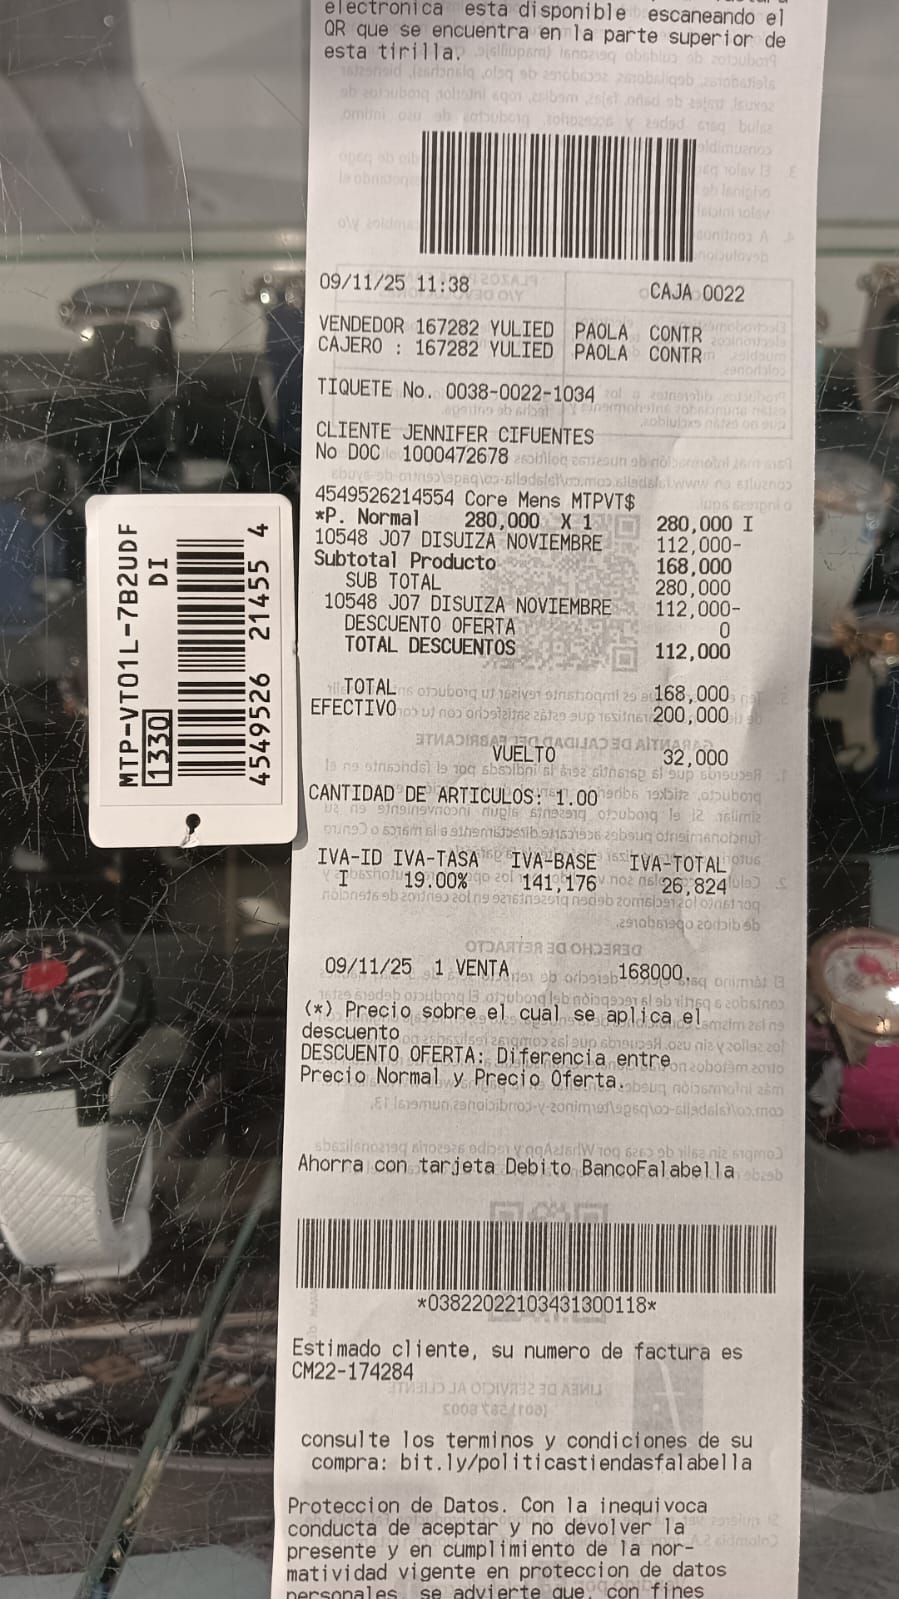 electronica esta disponible escaneando el
QR que se encuentra en la parte superior de
esta tirilla.
09/11/25 11:38 CAJA 0022
VENDEDOR 167282 YULIED PAOLA CONTR
CAJERO : 167282 YULIED PAOLA CONTR
TIQUETE No. 0038-0022-1034
CLIENTE JENNIFER CIFUENTES
No DOC 1000472678
4549526214554 Core Mens MTPVT$
*P. Normal 280,000 X 1 280,000 I
10548 J07 DISUIZA NOVIEMBRE 112,000-
Subtotal Producto 168,000
SUB TOTAL 280,000
10548 J07 DISUIZA NOVIEMBRE 112,000-
DESCUENTO OFERTA 0
TOTAL DESCUENTOS 112,000
TOTAL 168,000
EFECTIVO 200,000
VUELTO 32,000
CANTIDAD DE ARTICULOS: 1.00
IVA-ID IVA-TASA IVA-BASE IVA-TOTAL
I 19.00% 141,176 26,824
09/11/25 1 VENTA 168000.
(*) Precio sobre el cual se aplica el
descuento
DESCUENTO OFERTA: Diferencia entre
Precio Normal y Precio Oferta.
Ahorra con tarjeta Debito BancoFalabella
*03822022103431300118*
Estimado cliente, su numero de factura es
CM22-174284
consulte los terminos y condiciones de su
compra: bit.ly/politicastiendasfalabella
Proteccion de Datos. Con la inequivoca
conducta de aceptar y no devolver la
presente y en cumplimiento de la nor-
matividad vigente en proteccion de datos
personales, se advierte que, con fines
MTP-VT01L-7B2UDF
1330 DI
4549526 21455 4